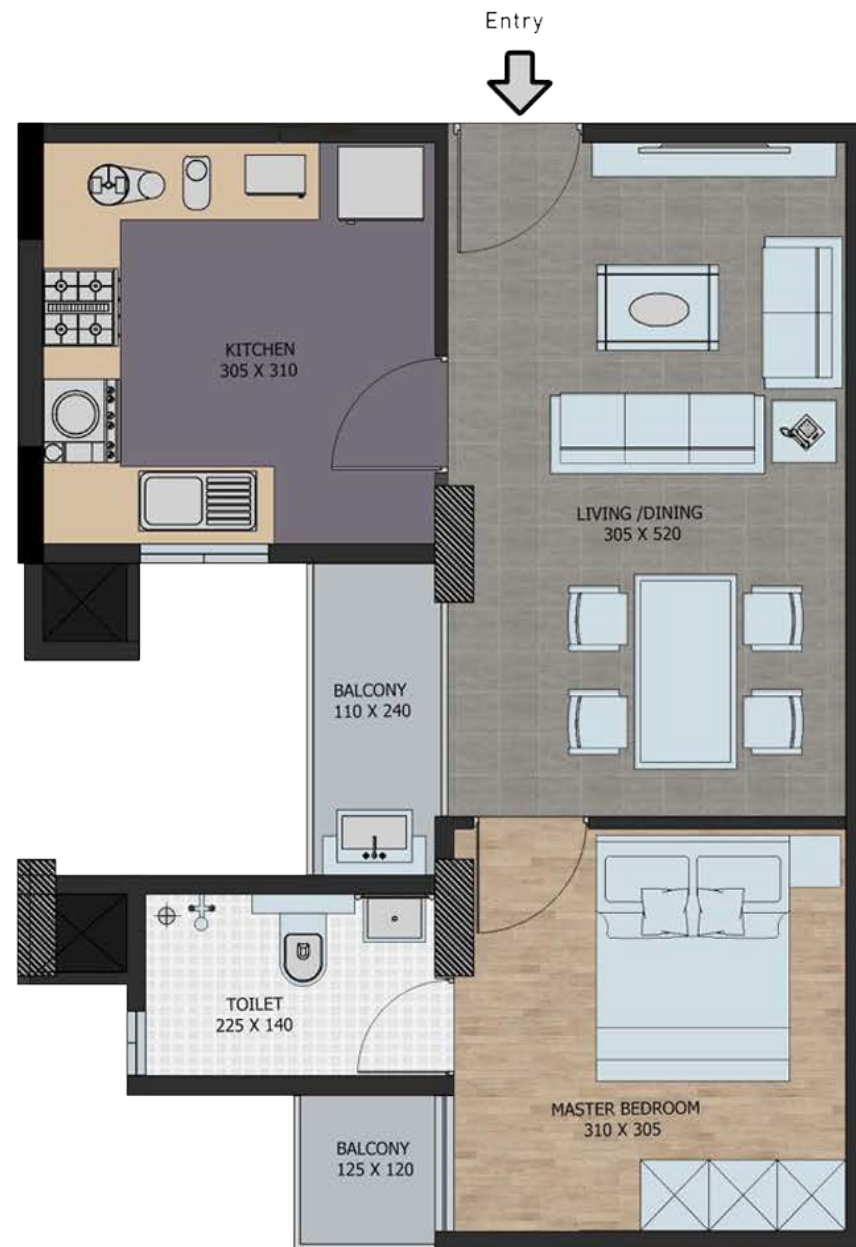 Entry
KITCHEN
305 X 310
LIVING /DINING
305 X 520
BALCONY
110 X 240
TOILET
225 X 140
MASTER BEDROOM
310 X 305
BALCONY
125 X 120